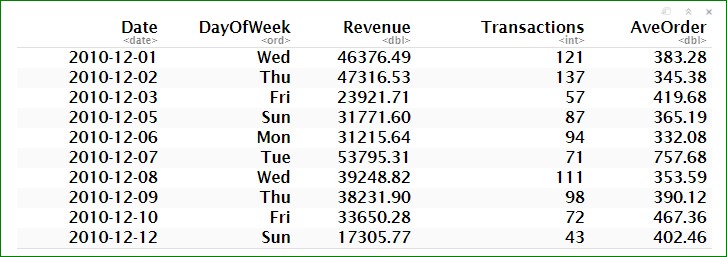 Date DayOfWeek Revenue Transactions AveOrder
<date> <ord> <dbl> <int> <dbl>
2010-12-01 Wed 46376.49 121 383.28
2010-12-02 Thu 47316.53 137 345.38
2010-12-03 Fri 23921.71 57 419.68
2010-12-05 Sun 31771.60 87 365.19
2010-12-06 Mon 31215.64 94 332.08
2010-12-07 Tue 53795.31 71 757.68
2010-12-08 Wed 39248.82 111 353.59
2010-12-09 Thu 38231.90 98 390.12
2010-12-10 Fri 33650.28 72 467.36
2010-12-12 Sun 17305.77 43 402.46